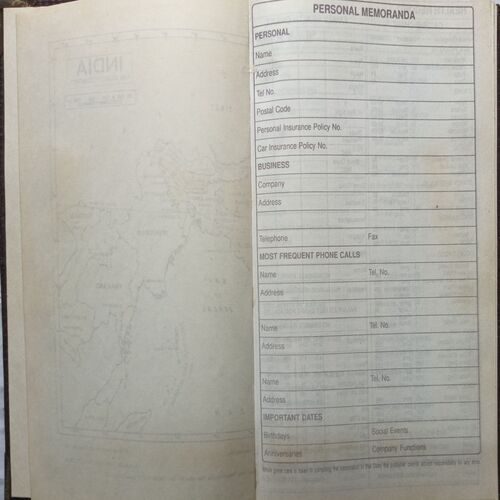 PERSONAL MEMORANDA
PERSONAL
Name
Address
Tel No.
Postal Code
Personal Insurance Policy No.
Car Insurance Policy No.
BUSINESS
Company
Address
Telephone Fax
MOST FREQUENT PHONE CALLS
Name Tel, No.
Address
Name Tel. No.
Address
Name Tel, No.
Address
IMPORTANT DATES
Birthdays Social Events
Anniversaries Company Functions
INDIA